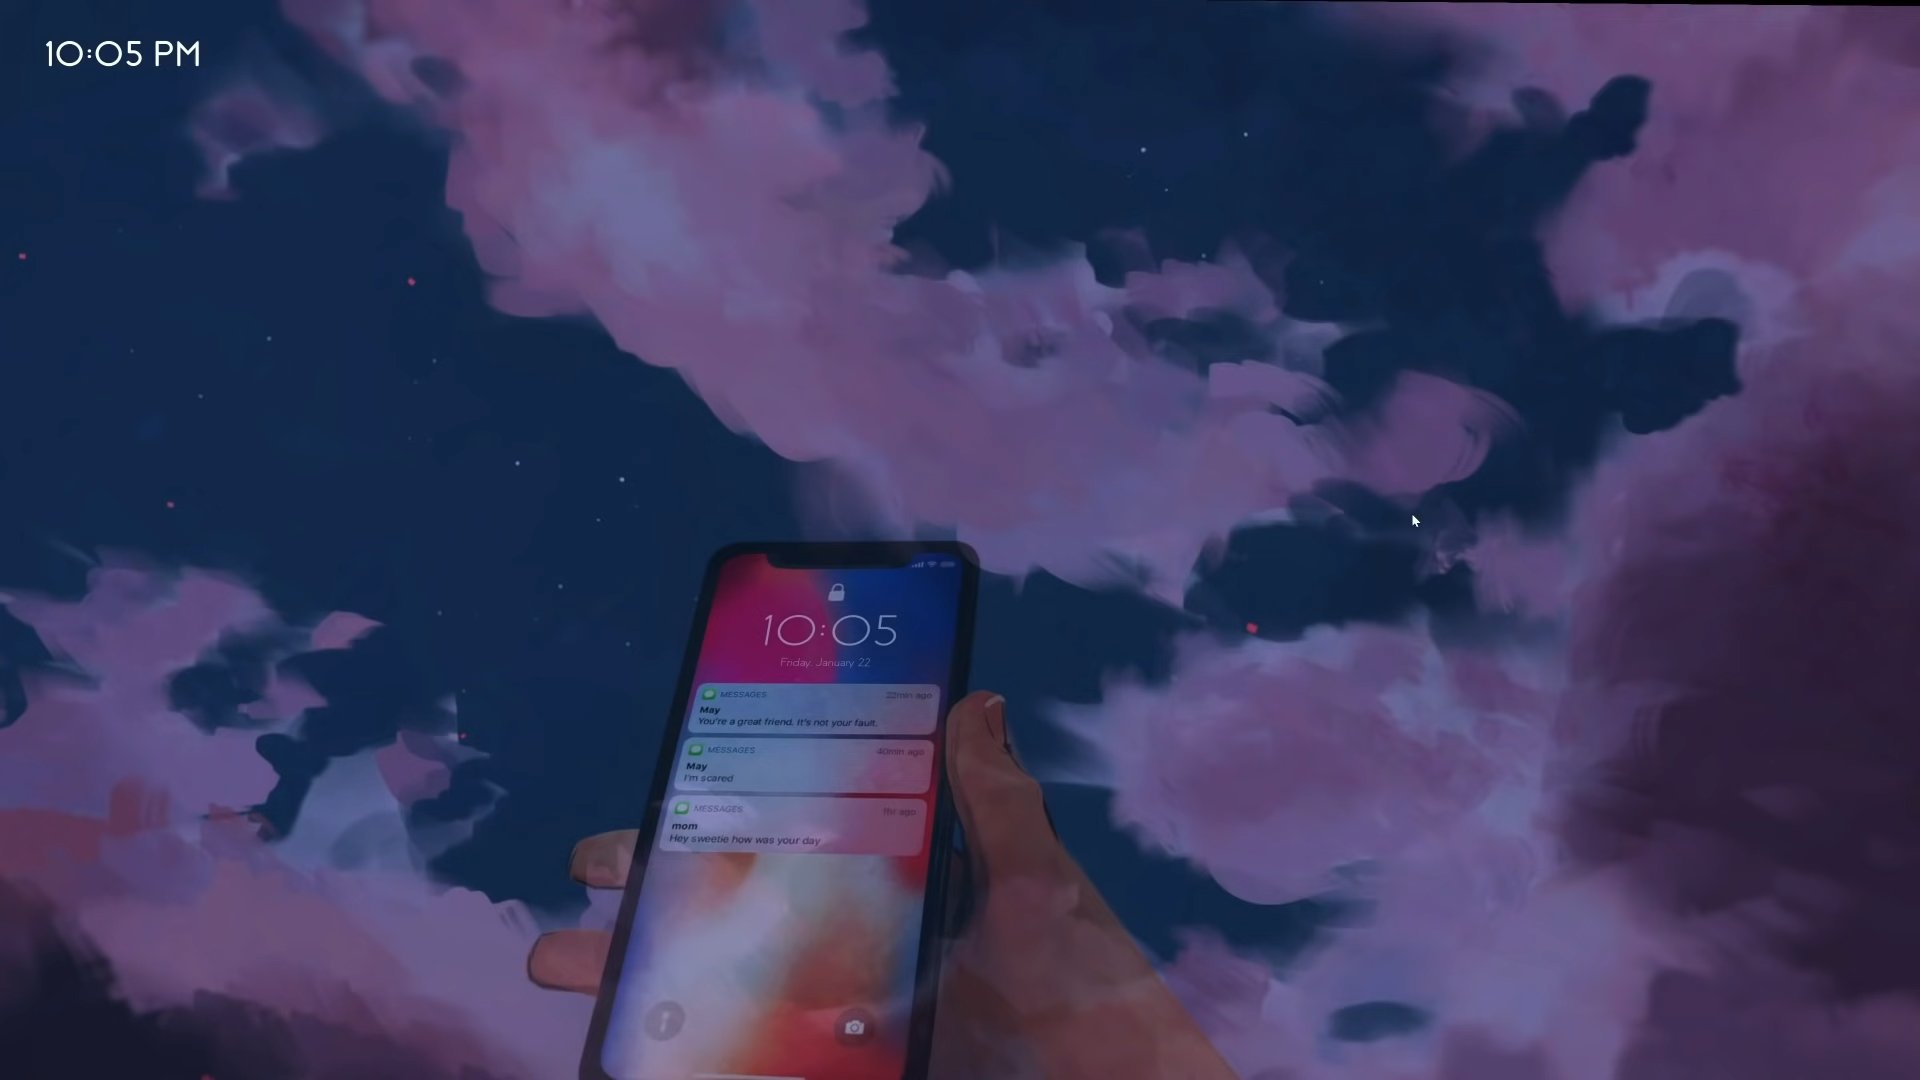 10:05 PM
10:05
Friday, January 22
MESSAGES
22min ago
May
You're a great friend. It's not your fault.
MESSAGES
40min ago
May
I'm scared
MESSAGES
1hr ago
mom
Hey sweetie how was your day